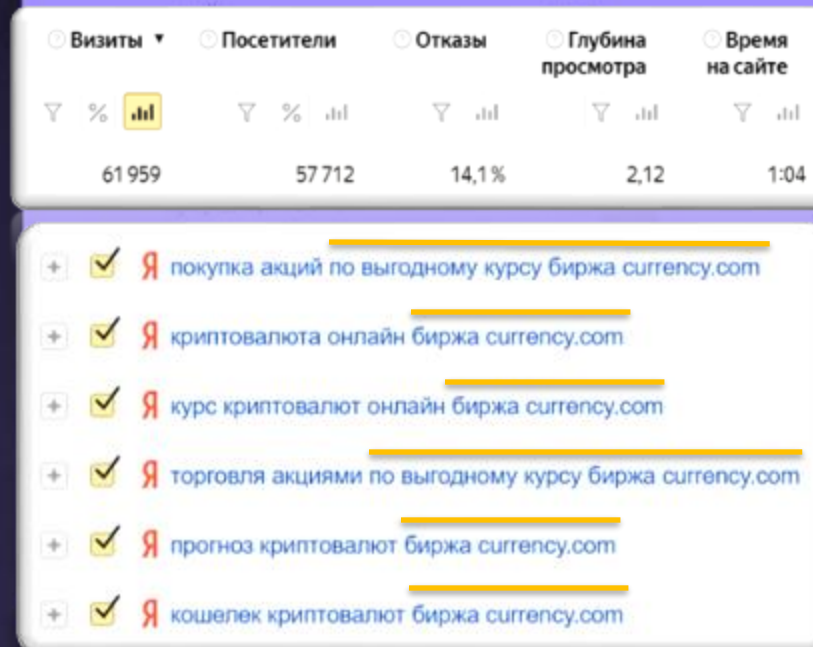 Визиты ▼ Посетители Отказы Глубина просмотра Время на сайте
61 959 57 712 14,1 % 2,12 1:04
Я покупка акций по выгодному курсу биржа currency.com
Я криптовалюта онлайн биржа currency.com
Я курс криптовалют онлайн биржа currency.com
Я торговля акциями по выгодному курсу биржа currency.com
Я прогноз криптовалют биржа currency.com
Я кошелек криптовалют биржа currency.com